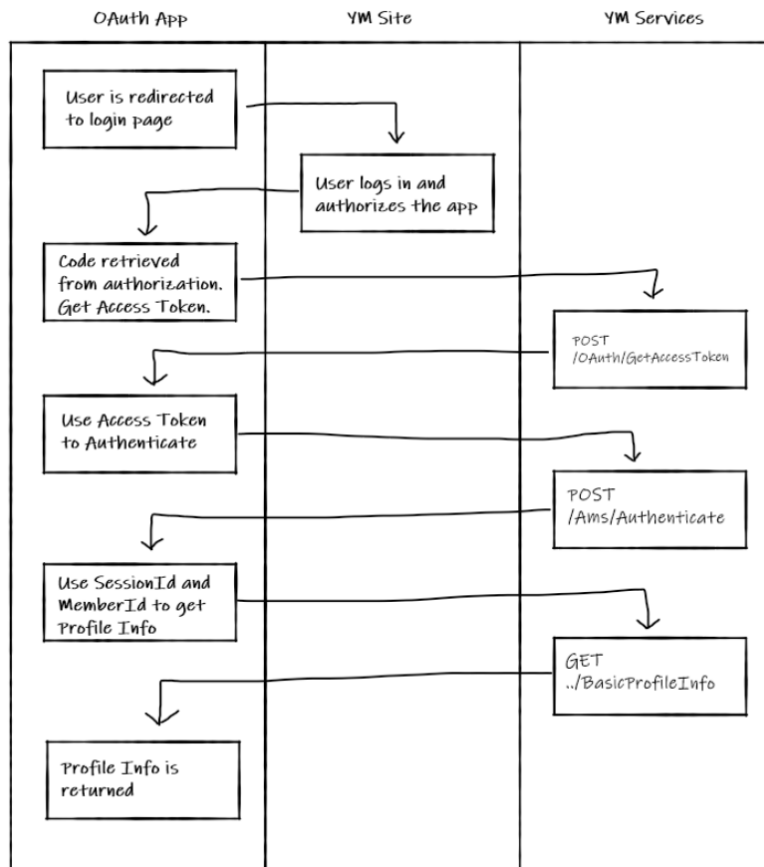 OAuth App
YM Site
YM Services
User is redirected
to login page
User logs in and
authorizes the app
Code retrieved
from authorization.
Get Access Token.
POST
/OAuth/GetAccessToken
Use Access Token
to Authenticate
POST
/Ams/Authenticate
Use SessionId and
MemberId to get
Profile Info
GET
../BasicProfileInfo
Profile Info is
returned